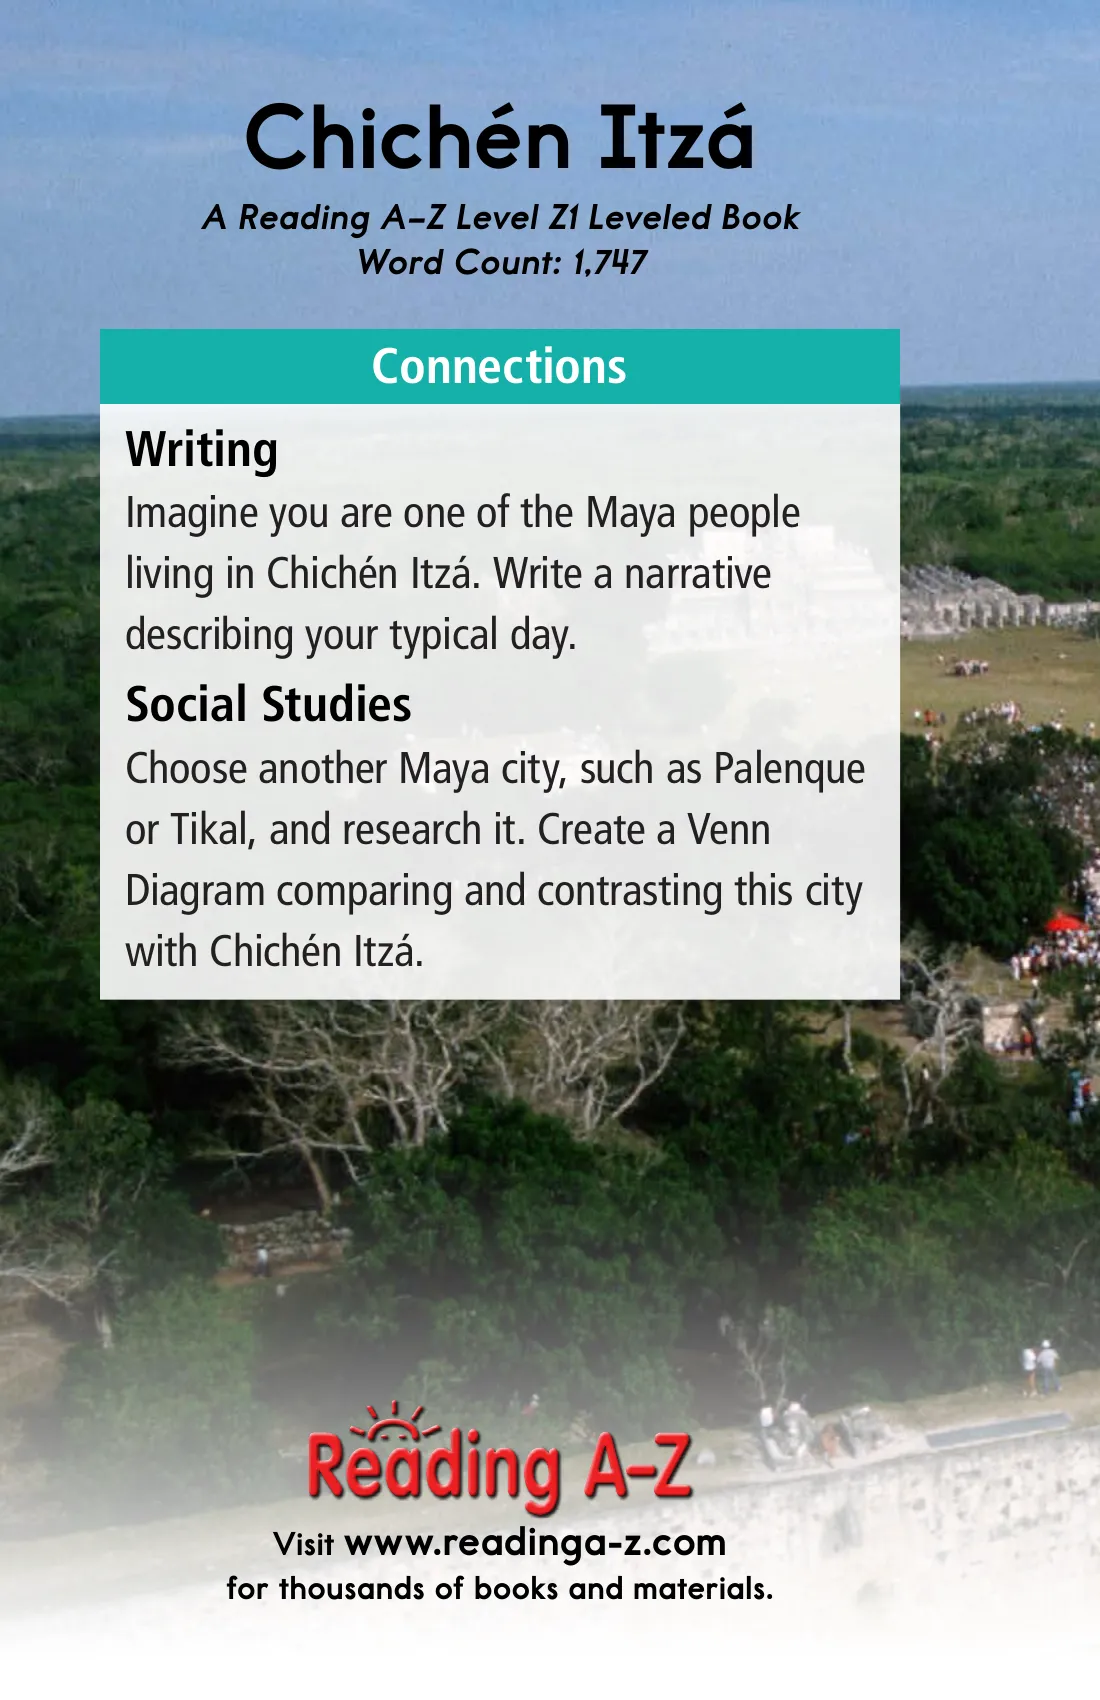 Chichén Itzá
A Reading A–Z Level Z1 Leveled Book
Word Count: 1,747
Connections
Writing
Imagine you are one of the Maya people
living in Chichén Itzá. Write a narrative
describing your typical day.
Social Studies
Choose another Maya city, such as Palenque
or Tikal, and research it. Create a Venn
Diagram comparing and contrasting this city
with Chichén Itzá.
Reading A–Z
Visit www.readinga-z.com
for thousands of books and materials.